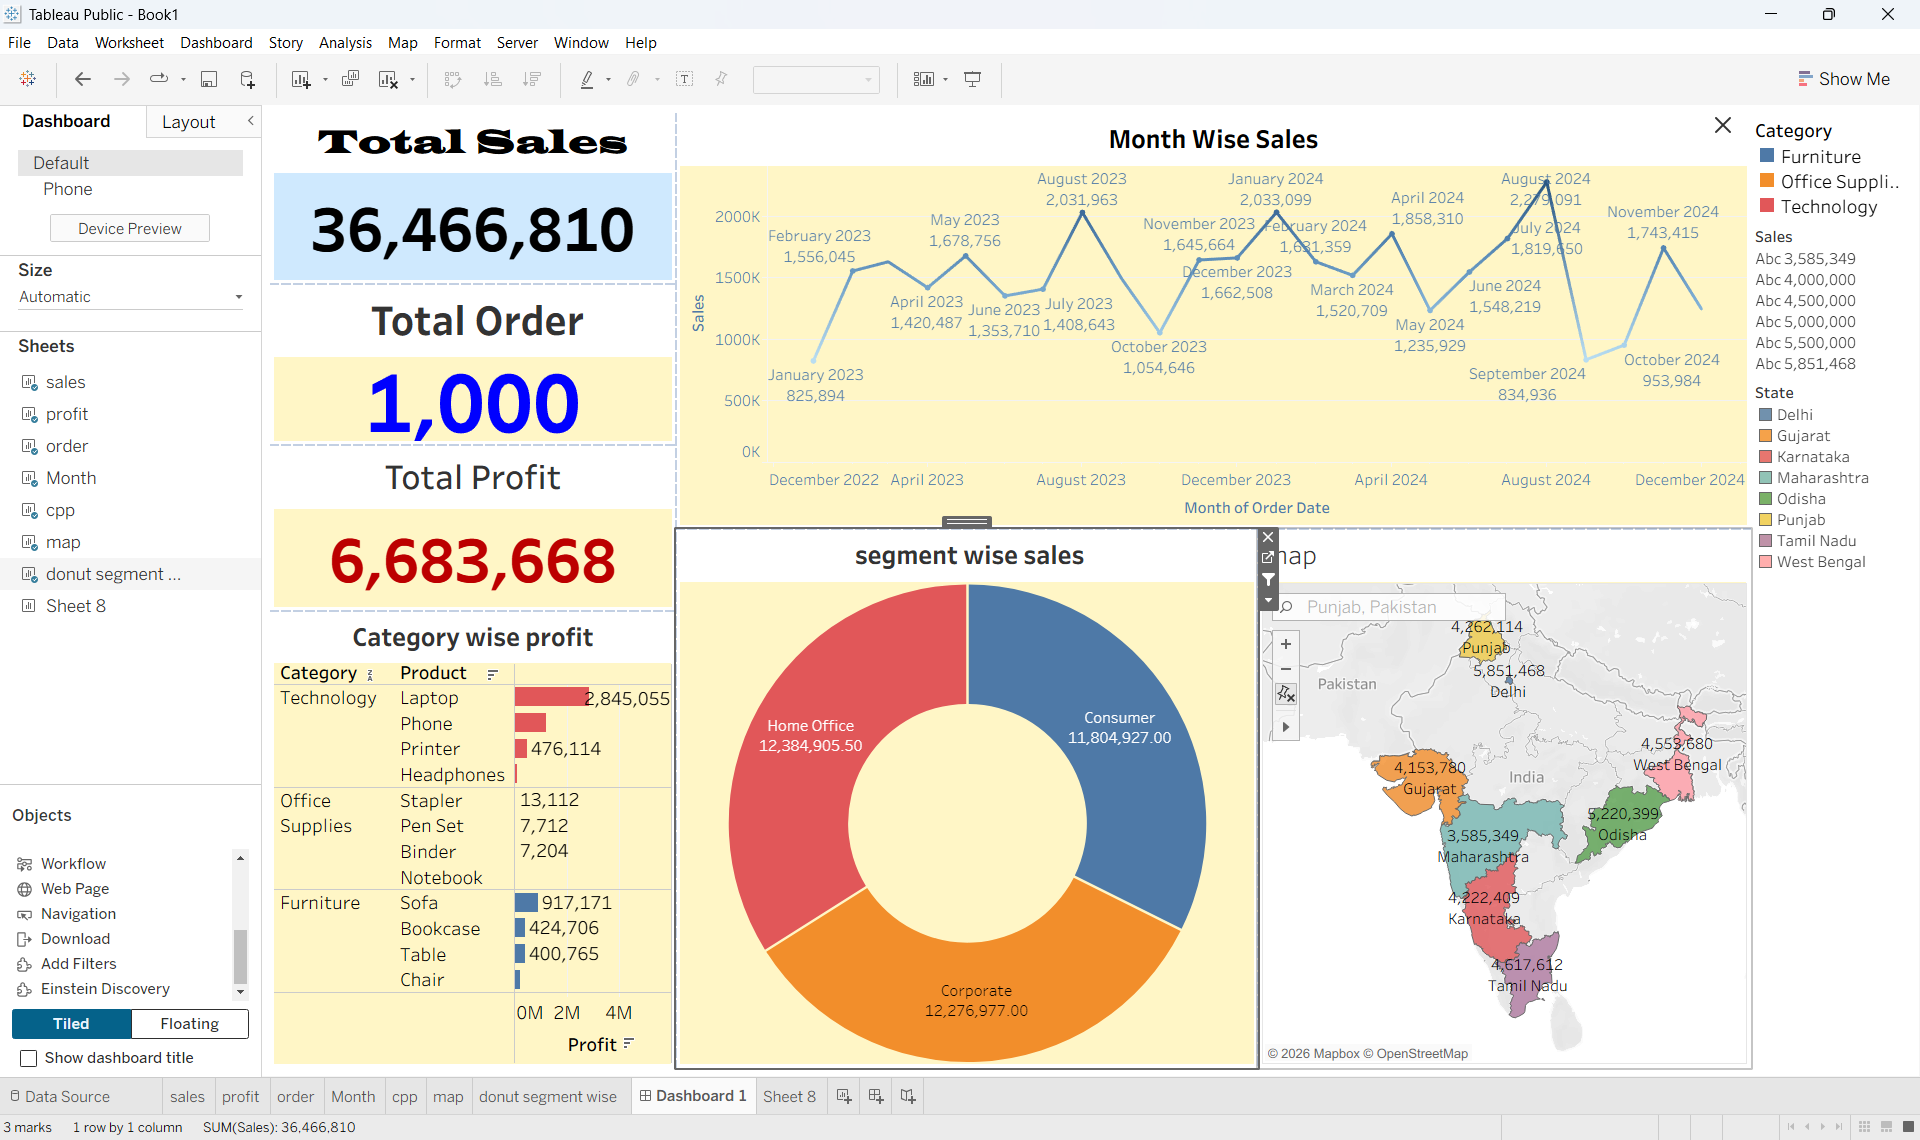 Tableau Public - Book1
File Data Worksheet Dashboard Story Analysis Map Format Server Window Help
Show Me
Dashboard
Layout
Default
Phone
Device Preview
Size
Automatic
Sheets
sales
profit
order
Month
cpp
map
donut segment ...
Sheet 8
Objects
Workflow
Web Page
Navigation
Download
Add Filters
Einstein Discovery
Tiled
Floating
Show dashboard title
Total Sales
36,466,810
Total Order
1,000
Total Profit
6,683,668
Category wise profit
Category Product
Technology Laptop 2,845,055
Phone
Printer 476,114
Headphones
Office Supplies Stapler 13,112
Pen Set 7,712
Binder 7,204
Notebook
Furniture Sofa 917,171
Bookcase 424,706
Table 400,765
Chair
0M 2M 4M
Profit
Month Wise Sales
Sales
2000K
1500K
1000K
500K
0K
January 2023
825,894
February 2023
1,556,045
April 2023
1,420,487
May 2023
1,678,756
June 2023
1,353,710
July 2023
1,408,643
August 2023
2,031,963
October 2023
1,054,646
November 2023
1,645,664
December 2023
1,662,508
January 2024
2,033,099
February 2024
1,631,359
March 2024
1,520,709
April 2024
1,858,310
May 2024
1,235,929
June 2024
1,548,219
July 2024
1,819,650
August 2024
2,279,091
September 2024
834,936
October 2024
953,984
November 2024
1,743,415
December 2022 April 2023 August 2023 December 2023 April 2024 August 2024 December 2024
Month of Order Date
segment wise sales
Home Office
12,384,905.50
Consumer
11,804,927.00
Corporate
12,276,977.00
map
Punjab, Pakistan
4,262,114
Punjab
5,851,468
Delhi
Pakistan
4,553,680
West Bengal
4,153,780
Gujarat
India
5,220,399
Odisha
3,585,349
Maharashtra
4,222,409
Karnataka
4,617,612
Tamil Nadu
© 2026 Mapbox © OpenStreetMap
Category
Furniture
Office Suppli..
Technology
Sales
Abc 3,585,349
Abc 4,000,000
Abc 4,500,000
Abc 5,000,000
Abc 5,500,000
Abc 5,851,468
State
Delhi
Gujarat
Karnataka
Maharashtra
Odisha
Punjab
Tamil Nadu
West Bengal
Data Source sales profit order Month cpp map donut segment wise Dashboard 1 Sheet 8
3 marks 1 row by 1 column SUM(Sales): 36,466,810